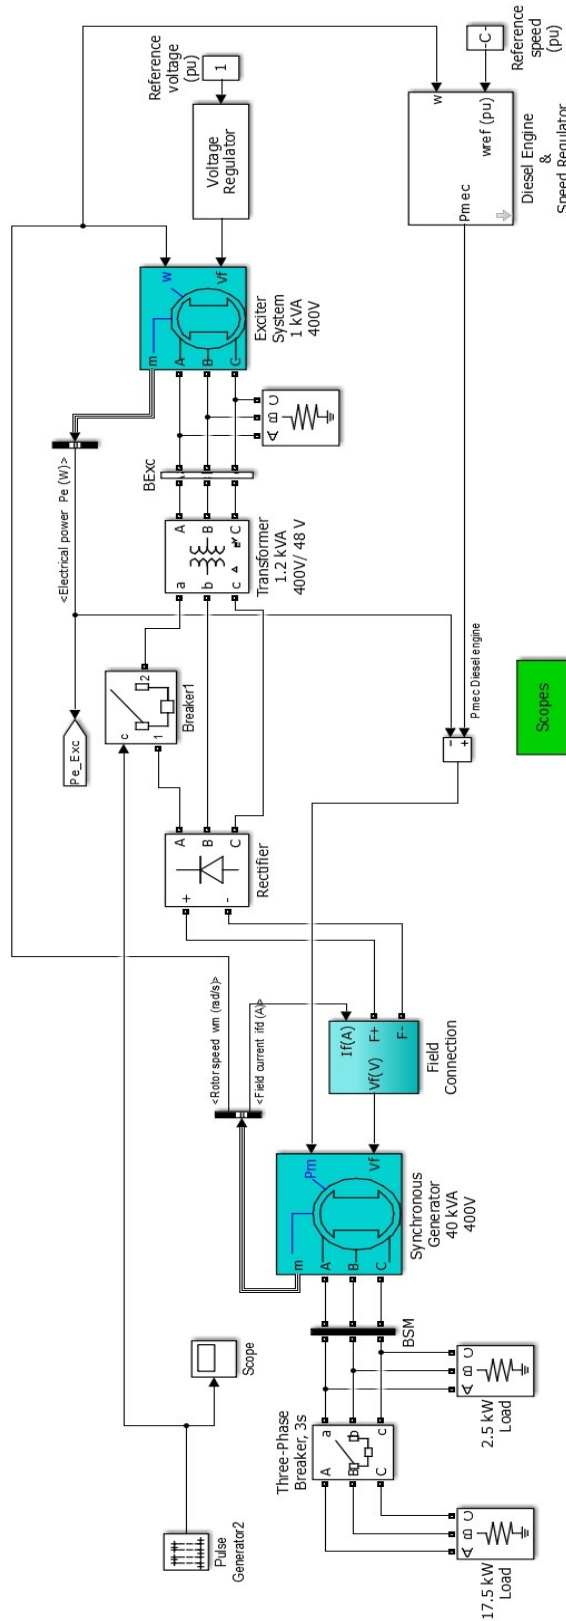 Reference
voltage
(pu)
1
Voltage
Regulator
-C-
Reference
speed
(pu)
w
wref (pu)
Pmec
Diesel Engine
&
Speed Regulator
m
w
Vf
A
B
C
Exciter
System
1 kVA
400V
A B C
<Electrical power Pe (W)>
BExc
A
B
C
a
b
c
Transformer
1.2 kVA
400V/ 48 V
Pe_Exc
c
1
2
Breaker1
Pmec Diesel engine
-
+
Scopes
A
B
C
+
-
Rectifier
<Rotor speed wm (rad/s)>
<Field current ifd (A)>
If(A)
F+
F-
Vf(V)
Field
Connection
m
Pm
Vf
A
B
C
Synchronous
Generator
40 kVA
400V
BSM
Scope
Pulse
Generator2
Three-Phase
Breaker, 3s
A
B
C
a
b
c
A B C
2.5 kW
Load
A B C
17.5 kW
Load